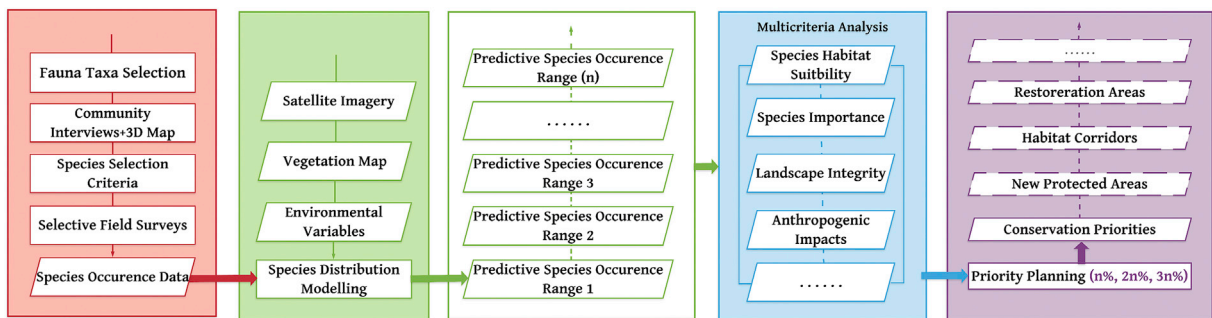 Fauna Taxa Selection
Community
Interviews+3D Map
Species Selection
Criteria
Selective Field Surveys
Species Occurence Data
Satellite Imagery
Vegetation Map
Environmental
Variables
Species Distribution
Modelling
Predictive Species Occurence
Range (n)
......
Predictive Species Occurence
Range 3
Predictive Species Occurence
Range 2
Predictive Species Occurence
Range 1
Multicriteria Analysis
Species Habitat
Suitbility
Species Importance
Landscape Integrity
Anthropogenic
Impacts
......
......
Restoreration Areas
Habitat Corridors
New Protected Areas
Conservation Priorities
Priority Planning (n%, 2n%, 3n%)